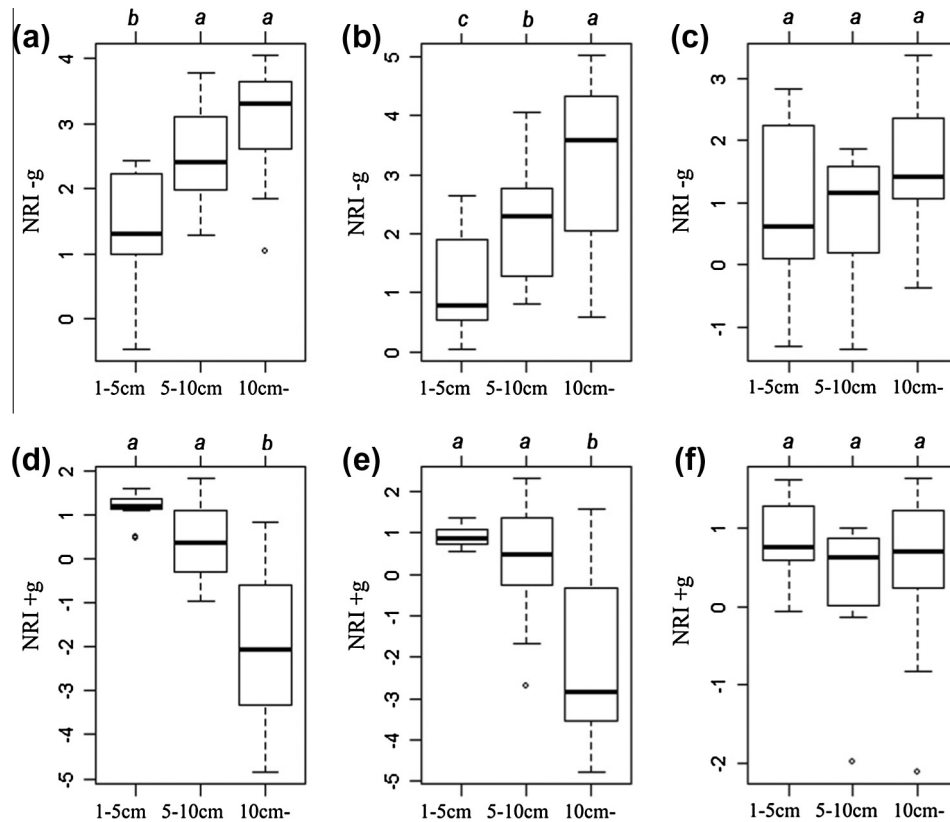 b a a
c b a
a a a
(a)
(b)
(c)
NRI -g
4
3
2
1
0
1-5cm 5-10cm 10cm-
NRI -g
5
4
3
2
1
0
1-5cm 5-10cm 10cm-
NRI -g
3
2
1
0
-1
1-5cm 5-10cm 10cm-
a a b
a a b
a a a
(d)
(e)
(f)
NRI +g
2
1
0
-1
-2
-3
-4
-5
1-5cm 5-10cm 10cm-
NRI +g
2
1
0
-1
-2
-3
-4
-5
1-5cm 5-10cm 10cm-
NRI +g
2
1
0
-1
-2
1-5cm 5-10cm 10cm-